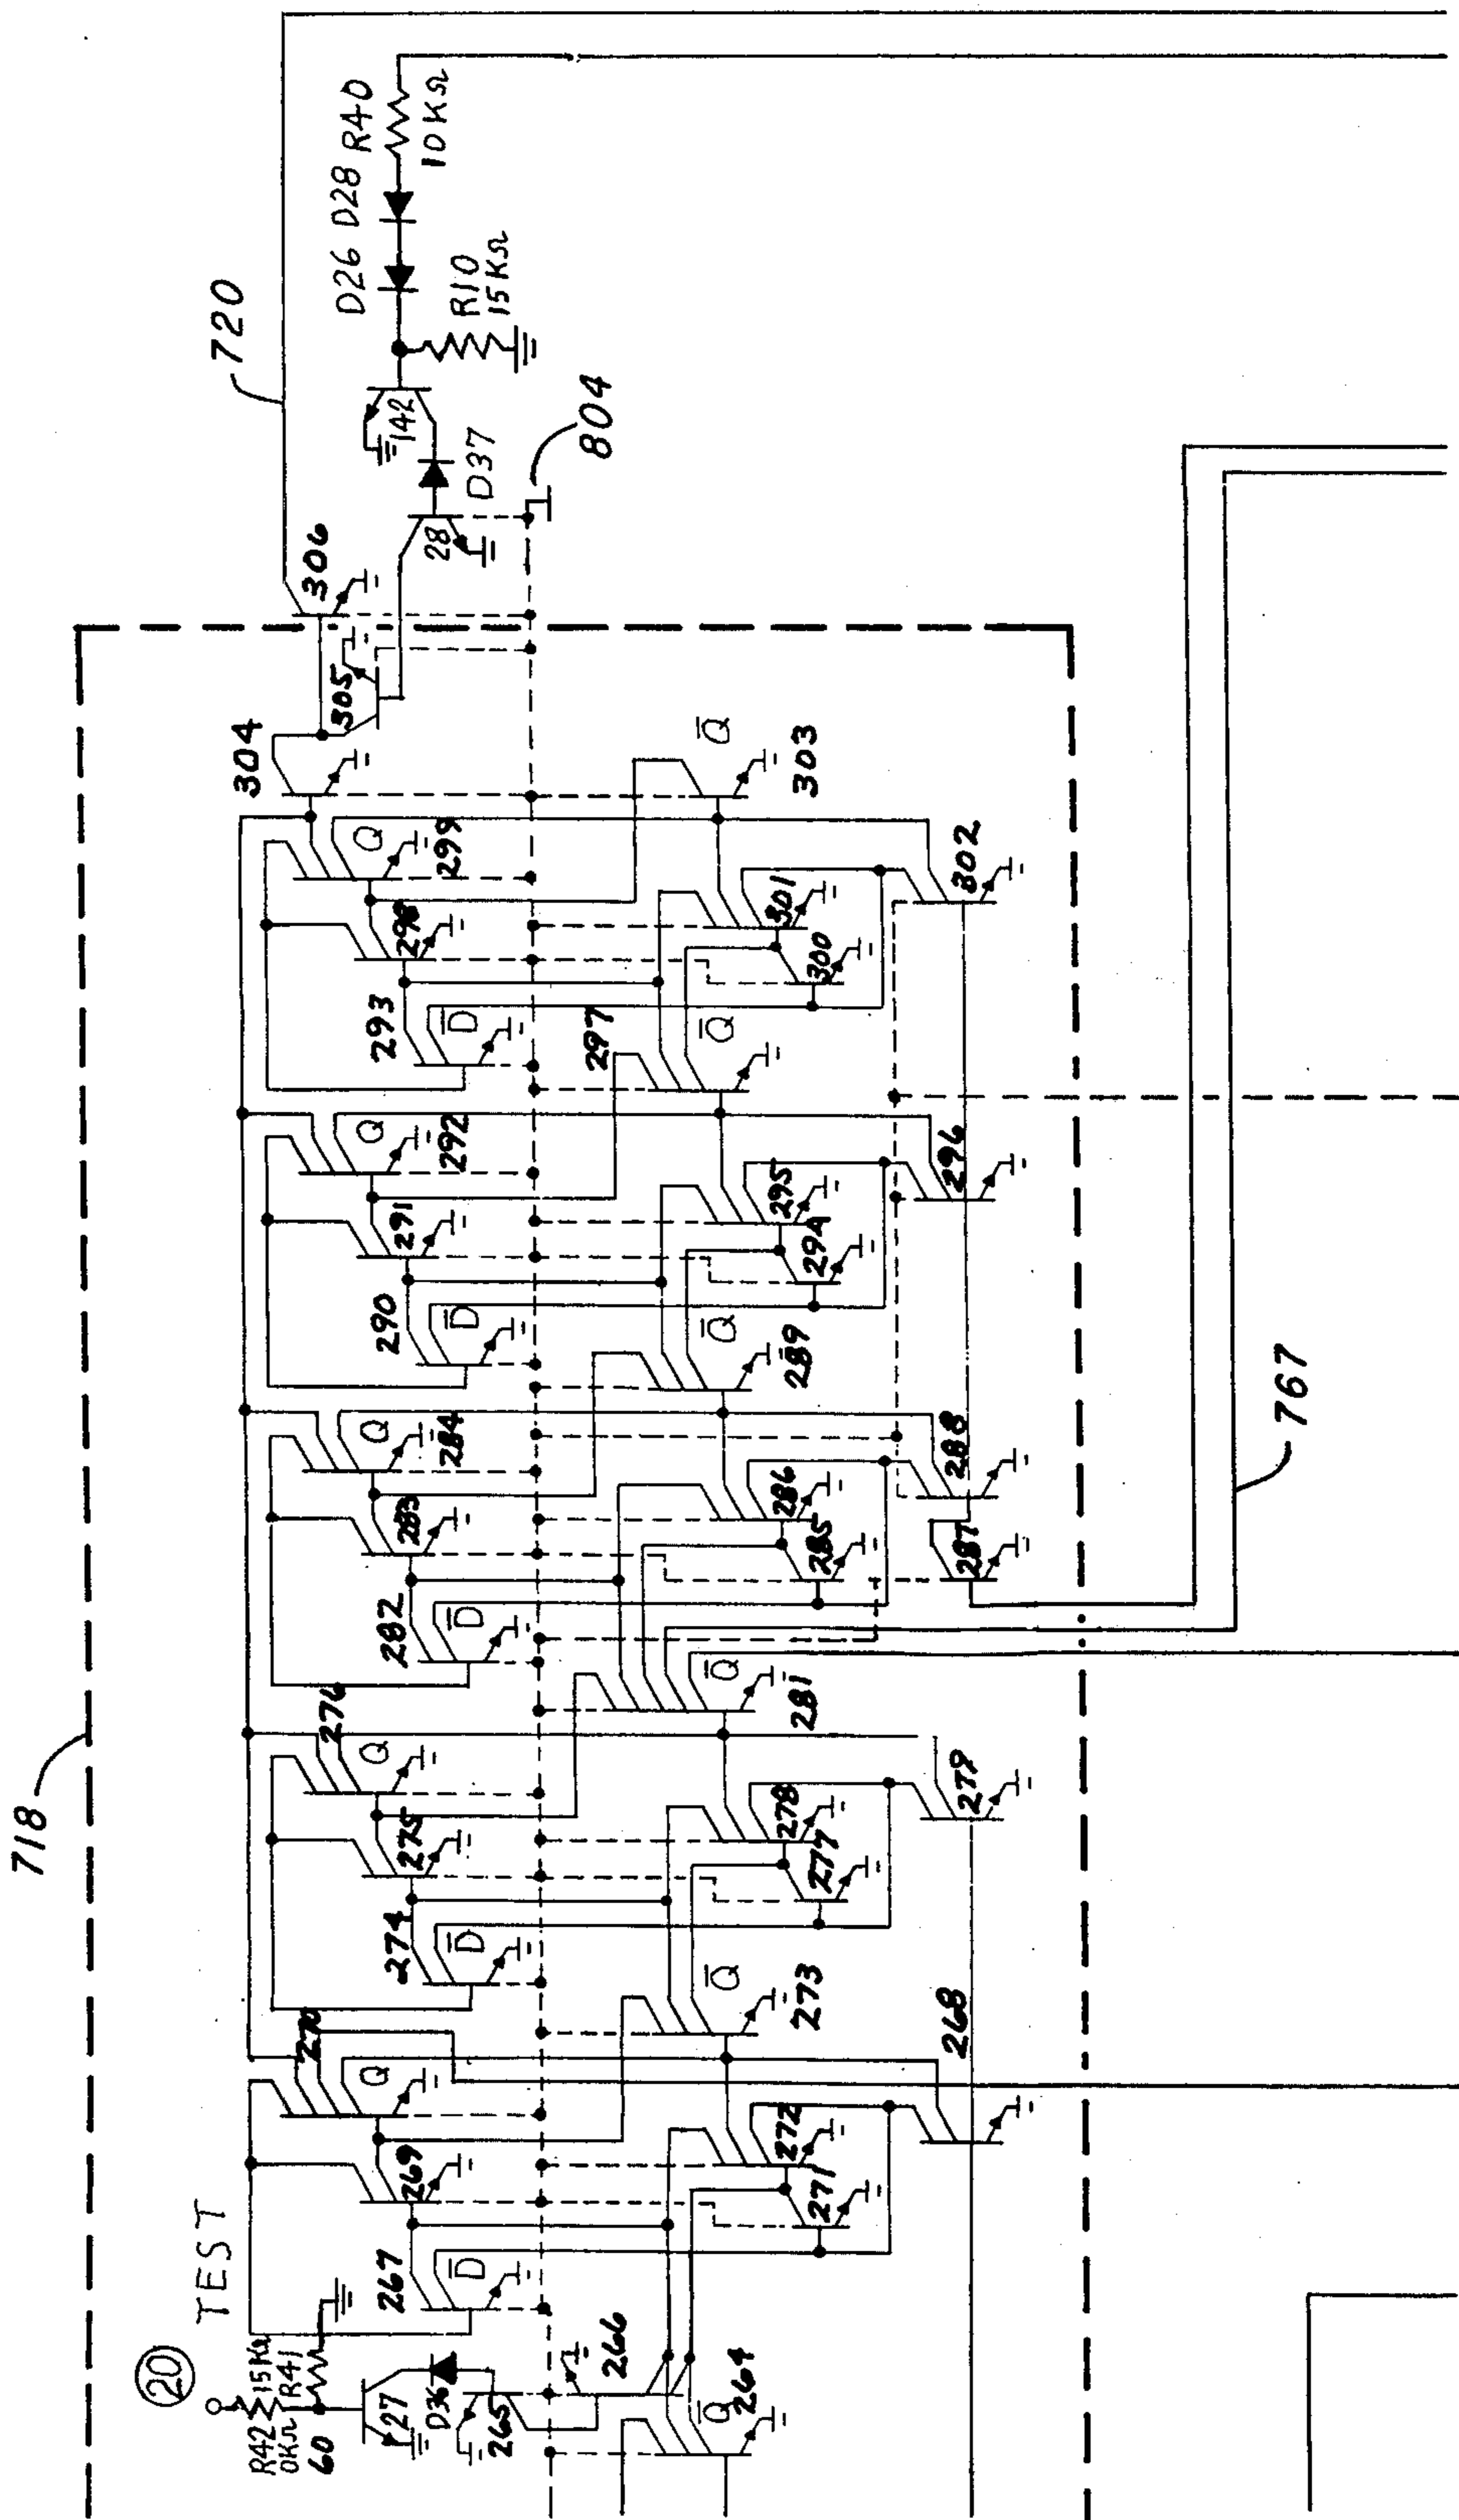 720
D26 D28 R40
10KΩ
R10
15KΩ
142
D37
28
804
306
305
304
Q
299
298
293
D̅
Q̅
303
301
300
302
297
Q̅
Q
292
291
290
D̅
295
294
296
Q̅
289
Q
284
283
282
D̅
286
285
288
287
767
718
276
Q
275
274
D̅
Q̅
281
278
277
279
270
Q
269
267
D̅
Q̅
273
272
271
268
TEST
20
15KΩ
R41
R42
0KΩ
60
27
D36
265
266
Q̅
264